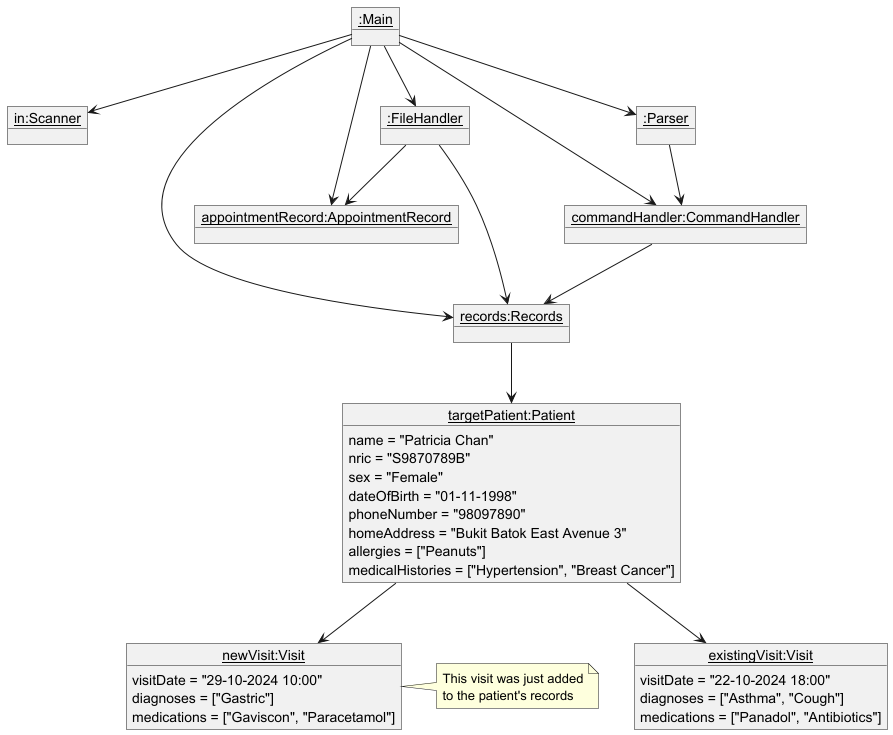 :Main
in:Scanner
:FileHandler
:Parser
appointmentRecord:AppointmentRecord
commandHandler:CommandHandler
records:Records
targetPatient:Patient
name = "Patricia Chan"
nric = "S9870789B"
sex = "Female"
dateOfBirth = "01-11-1998"
phoneNumber = "98097890"
homeAddress = "Bukit Batok East Avenue 3"
allergies = ["Peanuts"]
medicalHistories = ["Hypertension", "Breast Cancer"]
newVisit:Visit
visitDate = "29-10-2024 10:00"
diagnoses = ["Gastric"]
medications = ["Gaviscon", "Paracetamol"]
This visit was just added
to the patient's records
existingVisit:Visit
visitDate = "22-10-2024 18:00"
diagnoses = ["Asthma", "Cough"]
medications = ["Panadol", "Antibiotics"]